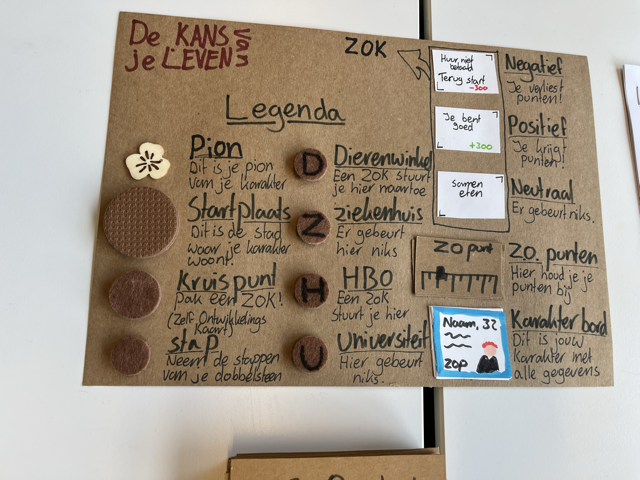 De KANS
van
je LEVEN
ZOK
Legenda
Pion
Dit is je pion
van je karakter
Startplaats
Dit is de stad
waar je karakter
woont.
Kruispunt
pak een ZOK!
(Zelf Ontwikkelings
kaart)
stap
Neem de stappen
van je dobbelsteen
D
Dierenwinkel
Een ZOK stuurt
je hier naartoe
Z
ziekenhuis
Er gebeurt
hier niks
H
HBO
Een ZOK
stuurt je hier
U
Universiteit
Hier gebeurt
niks.
Huur niet
betaald
Terug start
-300
Negatief
Je verliest
punten!
Je bent
goed
+300
Positief
Je krijgt
punten!
samen
eten
Neutraal
Er gebeurt niks.
ZO punt
ZO. punten
Hier houd je je
punten bij
Naam, 32
ZOP
Karakter bord
Dit is jouw
Karakter met
alle gegevens